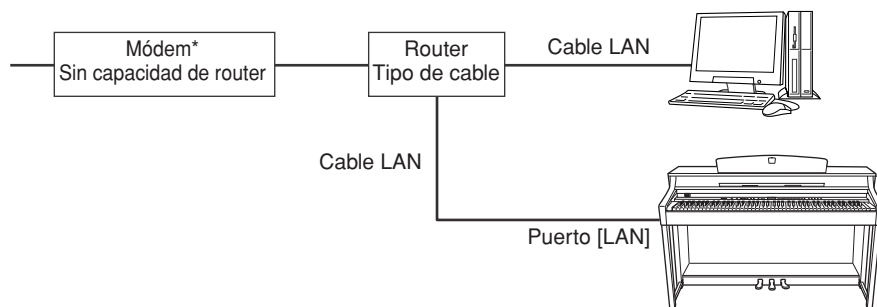 Módem*
Sin capacidad de router
Router
Tipo de cable
Cable LAN
Cable LAN
Puerto [LAN]